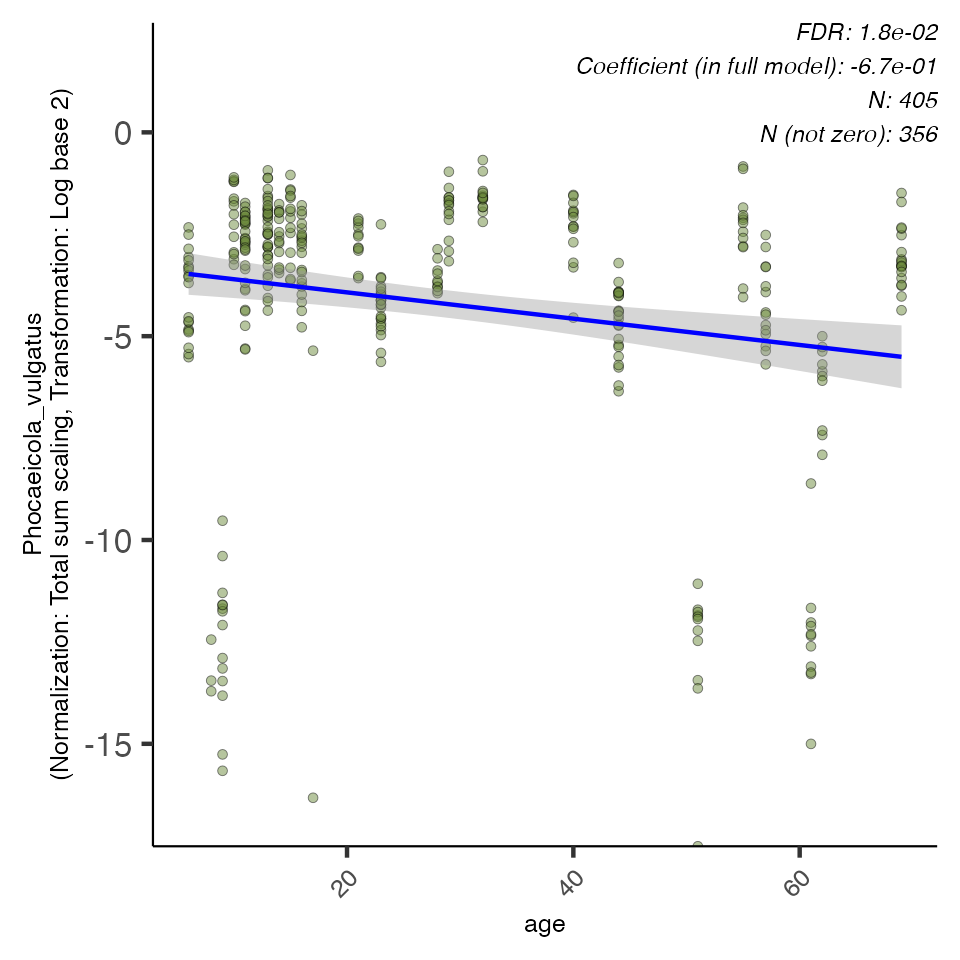 FDR: 1.8e-02
Coefficient (in full model): -6.7e-01
N: 405
N (not zero): 356
Phocaeicola_vulgatus
(Normalization: Total sum scaling, Transformation: Log base 2)
0
-5
-10
-15
20
40
60
age